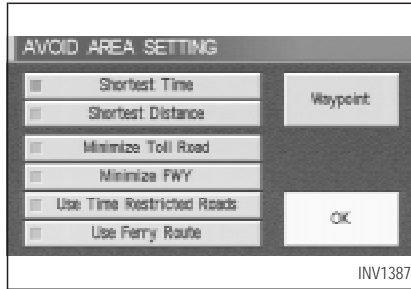 AVOID AREA SETTING
Shortest Time
Shortest Distance
Minimize Toll Road
Minimize FWY
Use Time Restricted Roads
Use Ferry Route
Waypoint
OK
INV1387